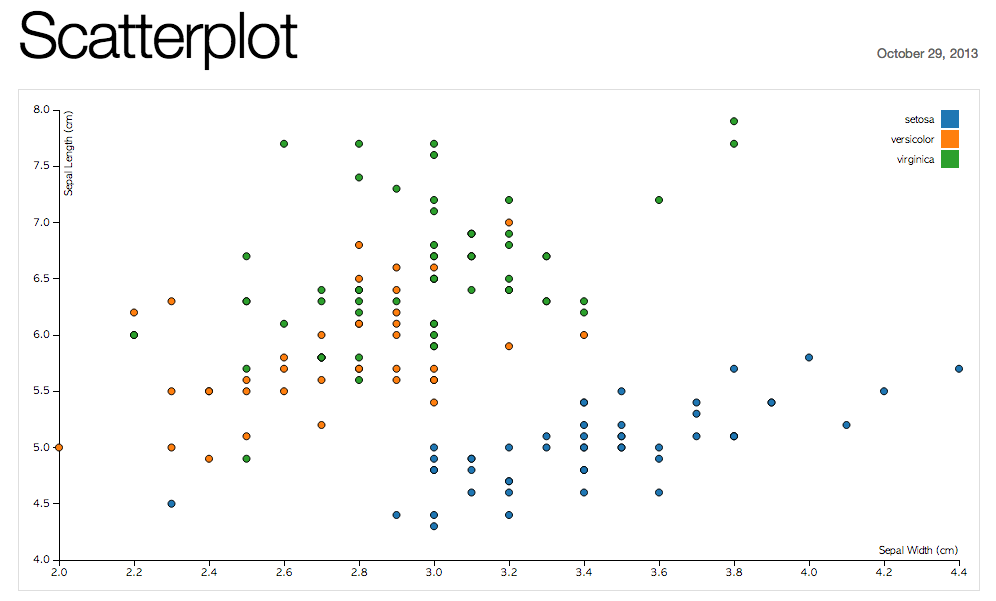 Scatterplot
October 29, 2013
8.0
Sepal Length (cm)
setosa
versicolor
virginica
7.5
7.0
6.5
6.0
5.5
5.0
4.5
4.0
Sepal Width (cm)
2.0 2.2 2.4 2.6 2.8 3.0 3.2 3.4 3.6 3.8 4.0 4.2 4.4